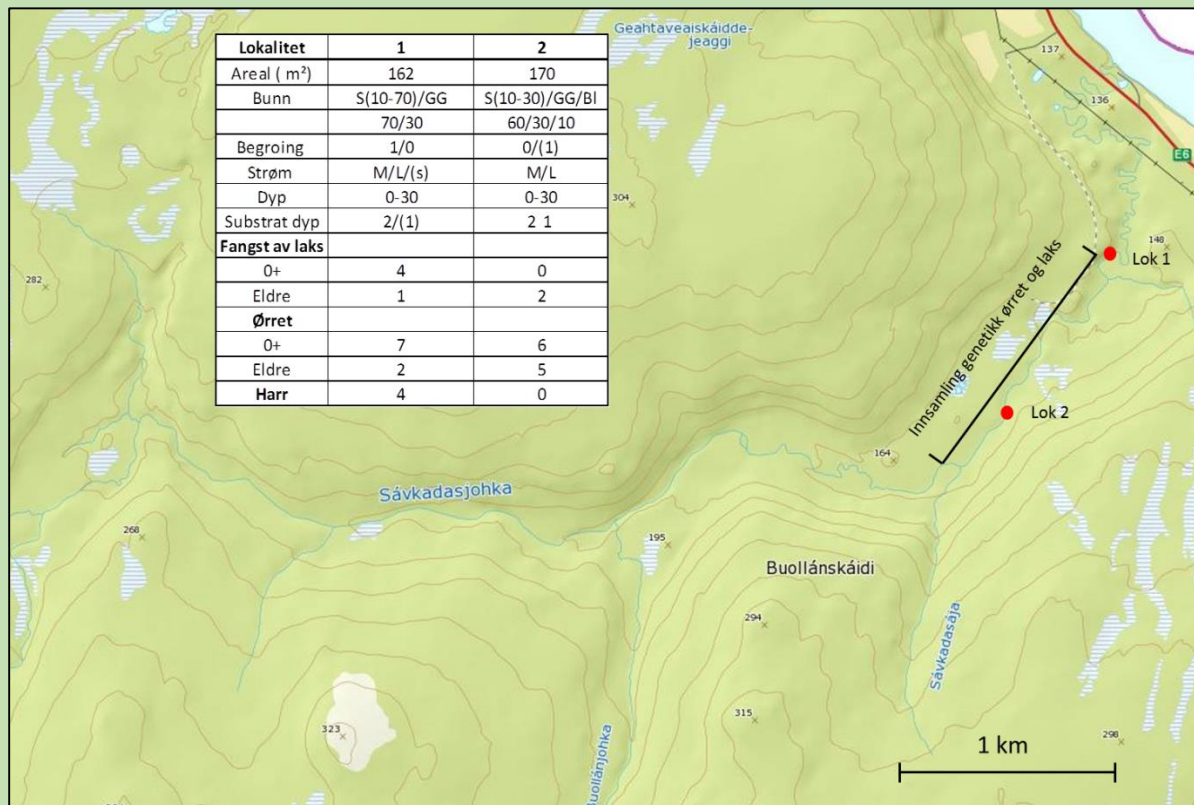 Geahtaveaiskáidde-
jeaggi
137
136
E6
Lokalitet 1 2
Areal ( m²) 162 170
Bunn S(10-70)/GG S(10-30)/GG/Bl
70/30 60/30/10
Begroing 1/0 0/(1)
Strøm M/L/(s) M/L
Dyp 0-30 0-30
Substrat dyp 2/(1) 2 1
Fangst av laks
0+ 4 0
Eldre 1 2
Ørret
0+ 7 6
Eldre 2 5
Harr 4 0
304
282
148
Lok 1
Innsamling genetikk ørret og laks
Lok 2
164
Sávkadasjohka
268
195
Buollánskáidi
294
Sávkadasája
315
323
Buollánjohka
298
1 km